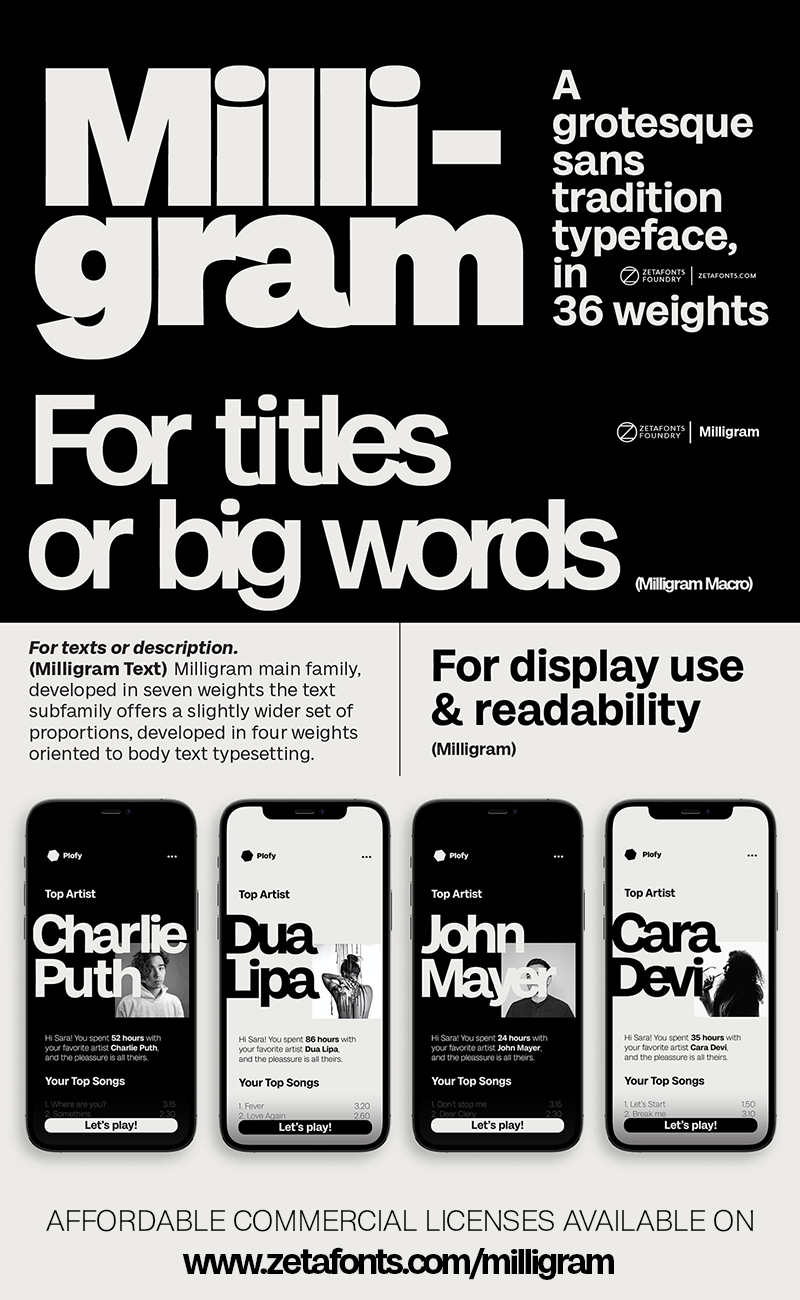 Milli-
gram
A
grotesque
sans
tradition
typeface,
in
36 weights
ZETAFONTS
FOUNDRY
ZETAFONTS.COM
For titles
or big words
ZETAFONTS
FOUNDRY
Milligram
(Milligram Macro)
For texts or description.
(Milligram Text) Milligram main family,
developed in seven weights the text
subfamily offers a slightly wider set of
proportions, developed in four weights
oriented to body text typesetting.
For display use
& readability
(Milligram)
Plofy
Top Artist
Charlie
Puth
Hi Sara! You spent 52 hours with
your favorite artist Charlie Puth,
and the pleassure is all theirs.
Your Top Songs
1. Where are you? 3.15
2. Somethins 2.30
Let's play!
Plofy
Top Artist
Dua
Lipa
Hi Sara! You spent 86 hours with
your favorite artist Dua Lipa,
and the pleassure is all theirs.
Your Top Songs
1. Fever 3.20
2. Love Again 2.60
Let's play!
Plofy
Top Artist
John
Mayer
Hi Sara! You spent 24 hours with
your favorite artist John Mayer,
and the pleassure is all theirs.
Your Top Songs
1. Don't stop me 3.15
2. Dear Clery 2.30
Let's play!
Plofy
Top Artist
Cara
Devi
Hi Sara! You spent 35 hours with
your favorite artist Cara Devi,
and the pleassure is all theirs.
Your Top Songs
1. Let's Start 1.50
2. Break me 3.10
Let's play!
AFFORDABLE COMMERCIAL LICENSES AVAILABLE ON
www.zetafonts.com/milligram